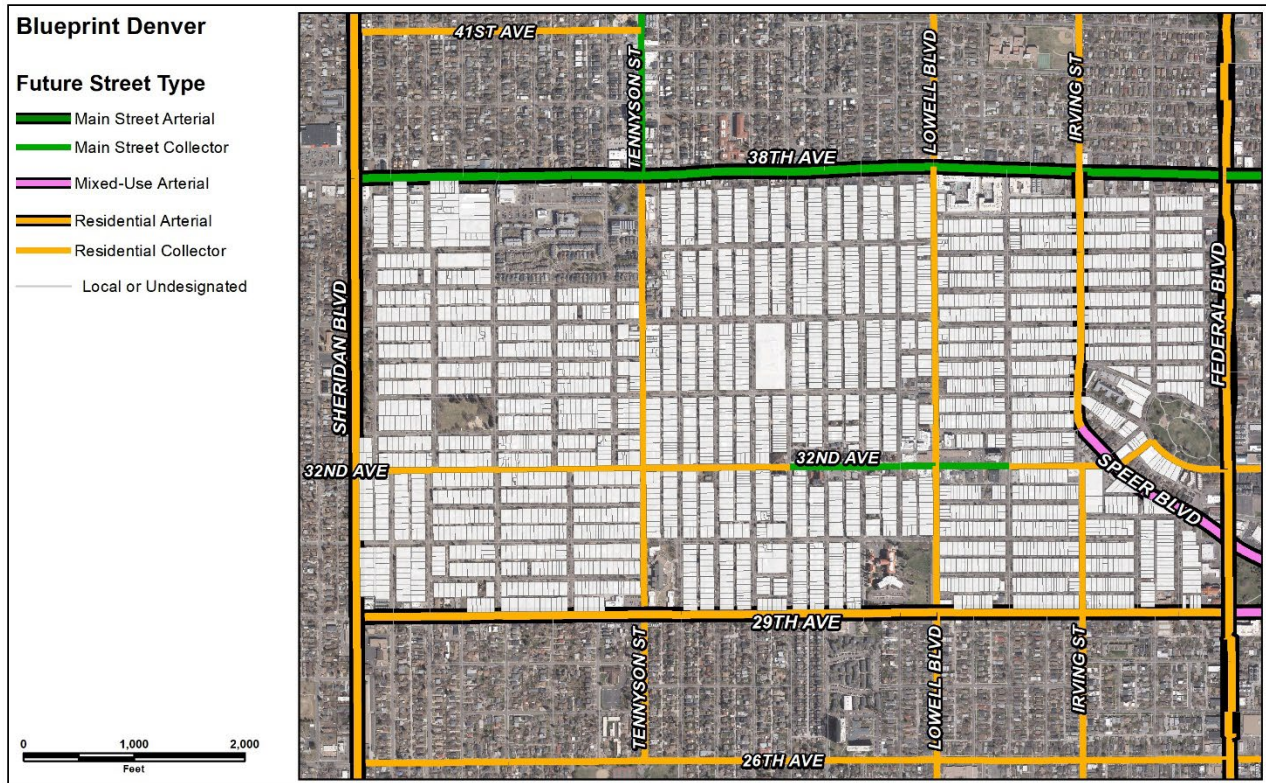 Blueprint Denver
Future Street Type
Main Street Arterial
Main Street Collector
Mixed-Use Arterial
Residential Arterial
Residential Collector
Local or Undesignated
0 1,000 2,000
Feet
41ST AVE
TENNYSON ST
LOWELL BLVD
IRVING ST
38TH AVE
SHERIDAN BLVD
FEDERAL BLVD
32ND AVE
32ND AVE
SPEER BLVD
29TH AVE
TENNYSON ST
LOWELL BLVD
IRVING ST
26TH AVE